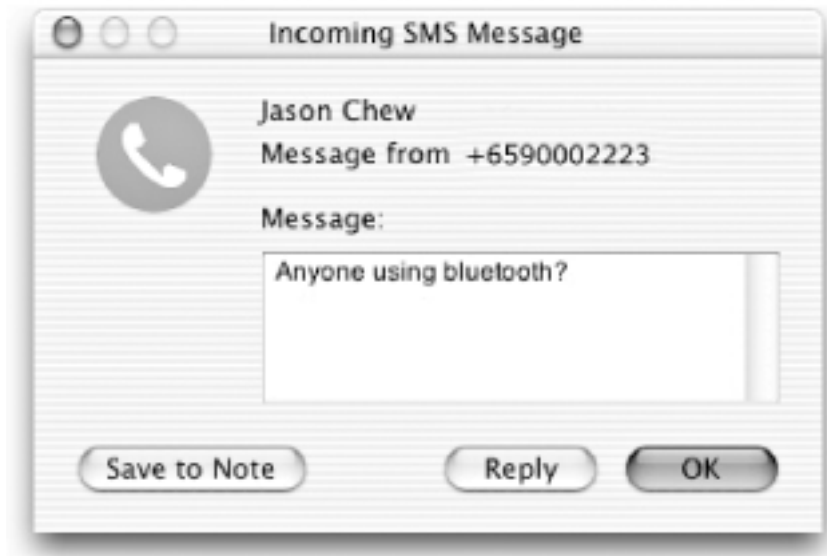 Incoming SMS Message
Jason Chew
Message from +6590002223
Message:
Anyone using bluetooth?
Save to Note
Reply
OK